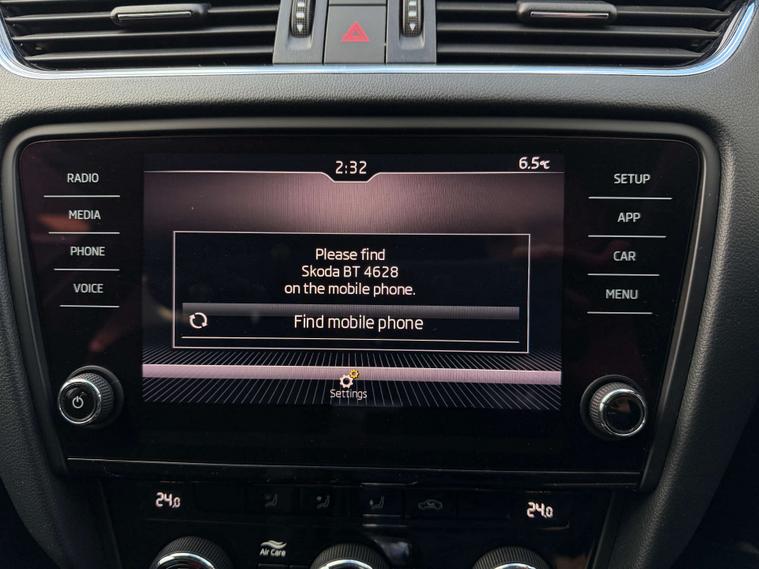 2:32
6.5°C
RADIO
MEDIA
PHONE
VOICE
SETUP
APP
CAR
MENU
Please find
Skoda BT 4628
on the mobile phone.
Find mobile phone
Settings
24.0
24.0
Air Care